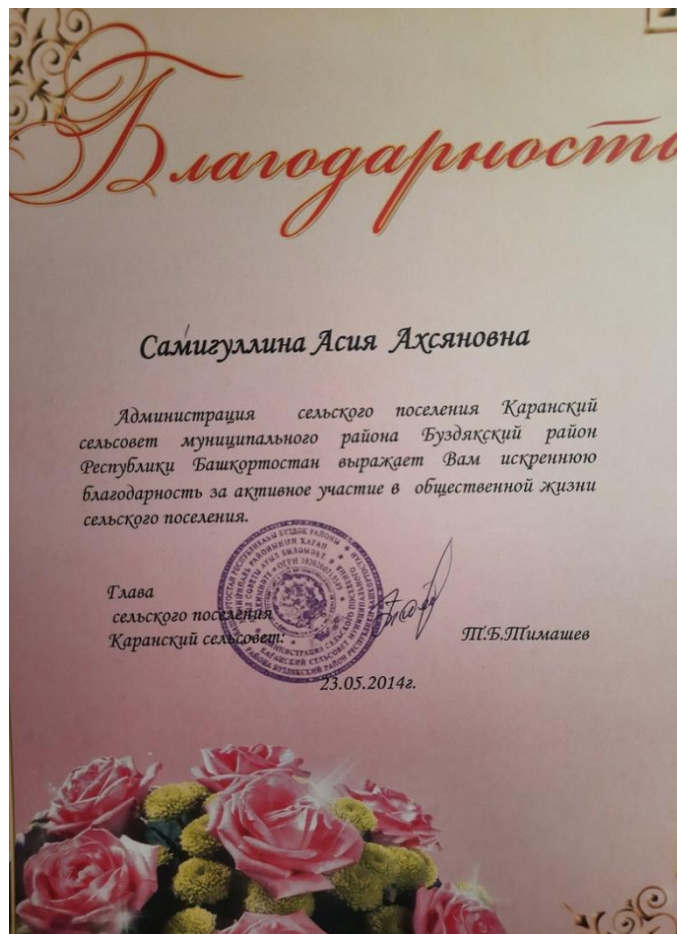 Благодарность
Самигуллина Асия Ахсяновна
Администрация сельского поселения Каранский
сельсовет муниципального района Буздякский район
Республики Башкортостан выражает Вам искреннюю
благодарность за активное участие в общественной жизни
сельского поселения.
Глава
сельского поселения
Каранский сельсовет:
Т.Б.Тимашев
23.05.2014г.